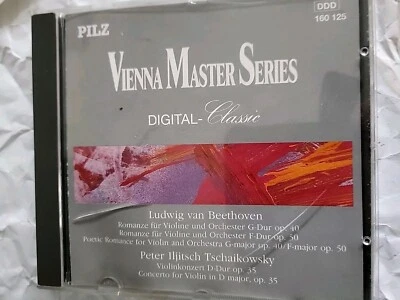 PILZ
DDD
160 125
VIENNA MASTER SERIES
DIGITAL-Classic
Ludwig van Beethoven
Romanze für Violine und Orchester G-Dur op. 40
Romanze für Violine und Orchester F-Dur op. 50
Poetic Romance for Violin and Orchestra G-major op. 40/F-major op. 50
Peter Iljitsch Tschaikowsky
Violinkonzert D-Dur op. 35
Concerto for Violin in D major, op. 35